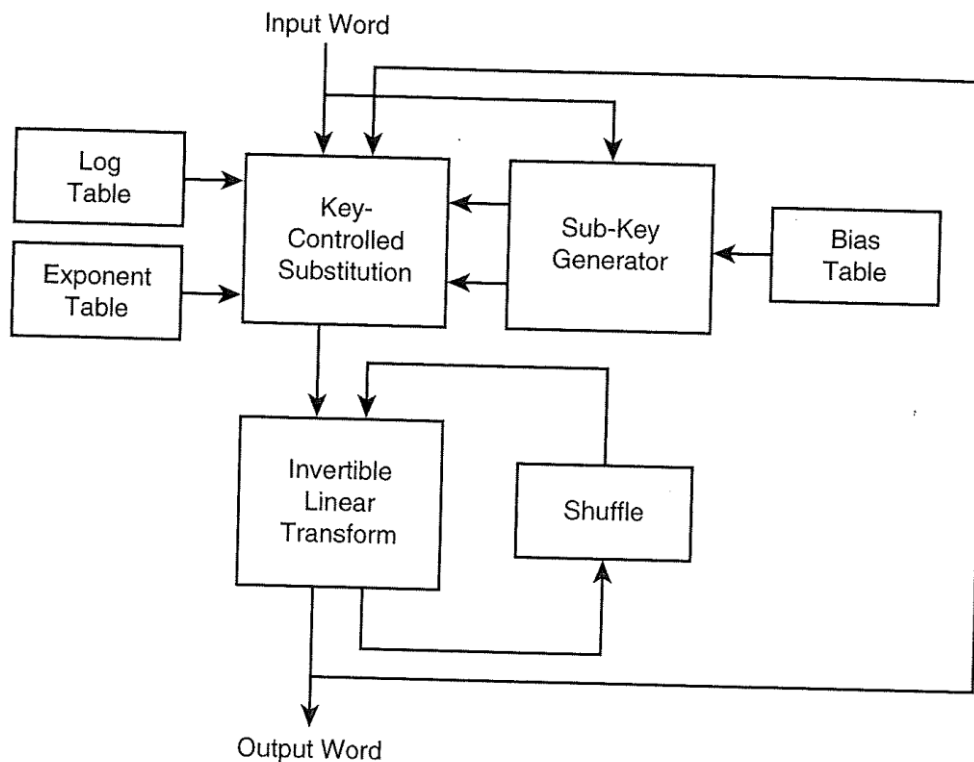 Input Word
Log
Table
Key-
Controlled
Substitution
Sub-Key
Generator
Bias
Table
Exponent
Table
Invertible
Linear
Transform
Shuffle
Output Word